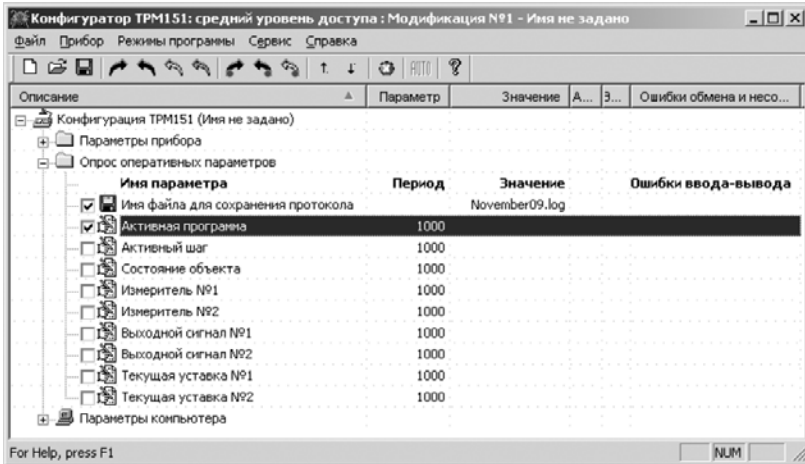 Конфигуратор ТРМ151: средний уровень доступа : Модификация №1 - Имя не задано
Файл Прибор Режимы программы Сервис Справка
AUTO
Описание Параметр Значение А... З... Ошибки обмена и несо...
Конфигурация ТРМ151 (Имя не задано)
Параметры прибора
Опрос оперативных параметров
Имя параметра Период Значение Ошибки ввода-вывода
Имя файла для сохранения протокола November09.log
Активная программа 1000
Активный шаг 1000
Состояние объекта 1000
Измеритель №1 1000
Измеритель №2 1000
Выходной сигнал №1 1000
Выходной сигнал №2 1000
Текущая уставка №1 1000
Текущая уставка №2 1000
Параметры компьютера
For Help, press F1 NUM